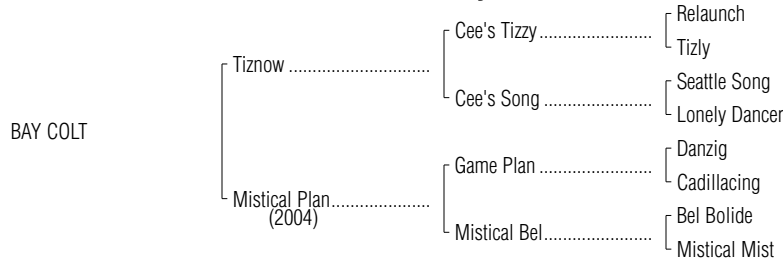 Relaunch
Cee's Tizzy........................
Tizly
Tiznow ..............................
Seattle Song
Cee's Song .......................
Lonely Dancer
BAY COLT
Danzig
Game Plan ........................
Cadillacing
Mistical Plan.....................
(2004)
Bel Bolide
Mistical Bel.......................
Mistical Mist